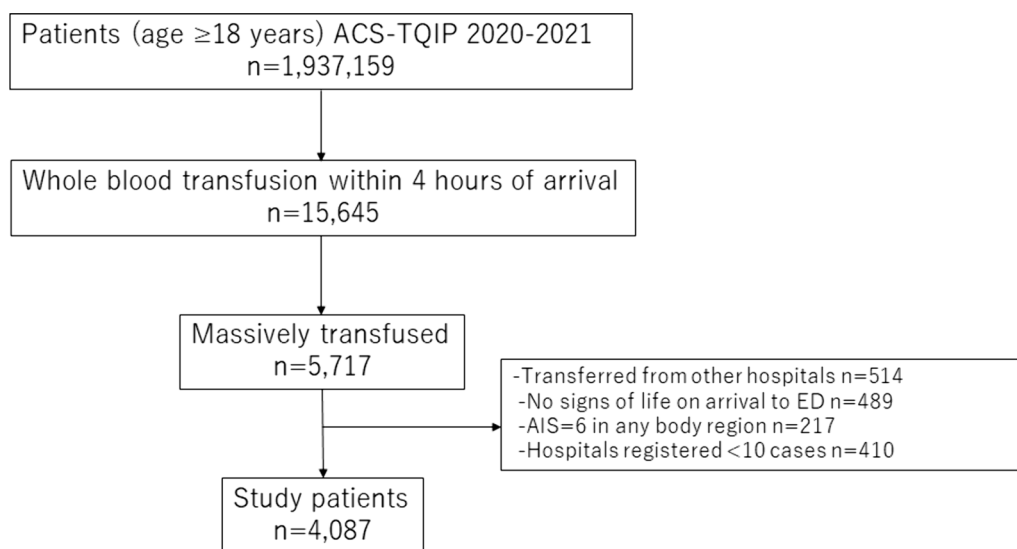 Patients (age ≥18 years) ACS-TQIP 2020-2021
n=1,937,159
Whole blood transfusion within 4 hours of arrival
n=15,645
Massively transfused
n=5,717
-Transferred from other hospitals n=514
-No signs of life on arrival to ED n=489
-AIS=6 in any body region n=217
-Hospitals registered <10 cases n=410
Study patients
n=4,087